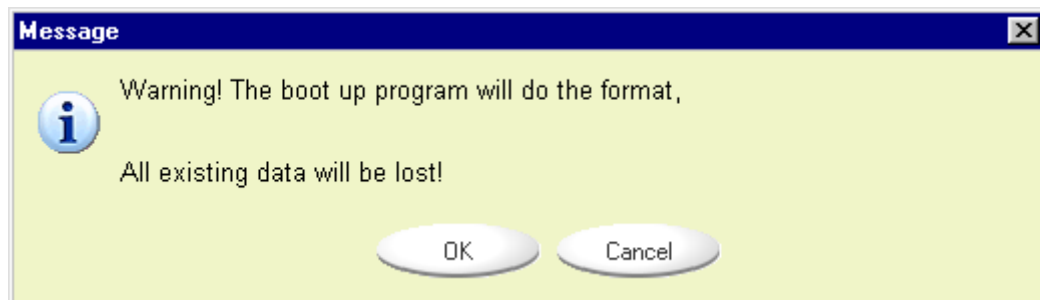 Message
Warning! The boot up program will do the format,
All existing data will be lost!
OK Cancel